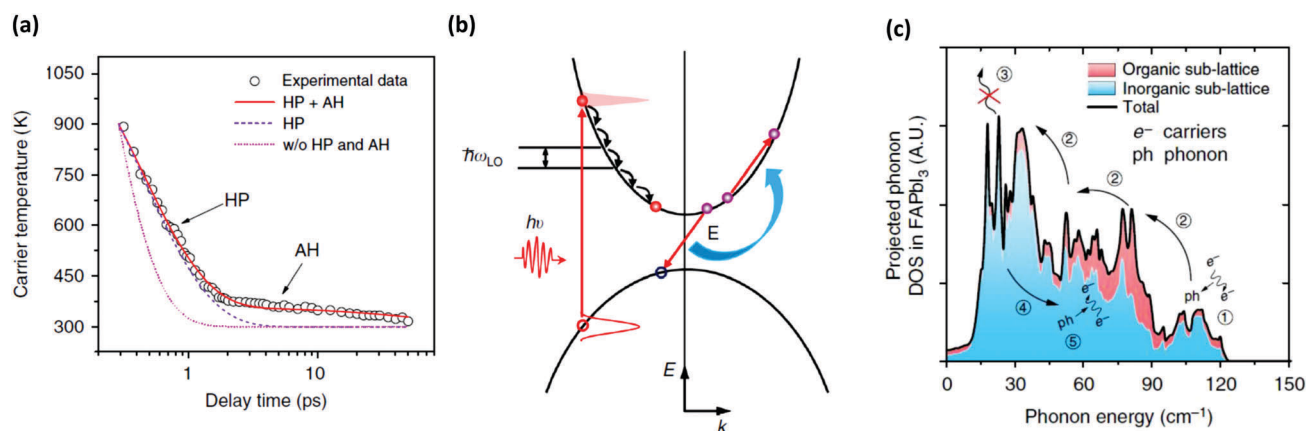 (a)
1050
900
750
600
450
300
Carrier temperature (K)
Experimental data
HP + AH
HP
w/o HP and AH
HP
AH
1
10
Delay time (ps)
(b)
ħω_LO
hυ
E
E
k
(c)
Projected phonon
DOS in FAPbI₃ (A.U.)
③
Organic sub-lattice
Inorganic sub-lattice
Total
e⁻ carriers
ph phonon
②
②
②
e⁻
ph
e⁻
①
④
e⁻
ph
e⁻
⑤
0
30
60
90
120
150
Phonon energy (cm⁻¹)